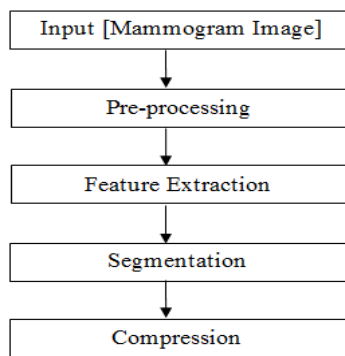 Input [Mammogram Image]
Pre-processing
Feature Extraction
Segmentation
Compression